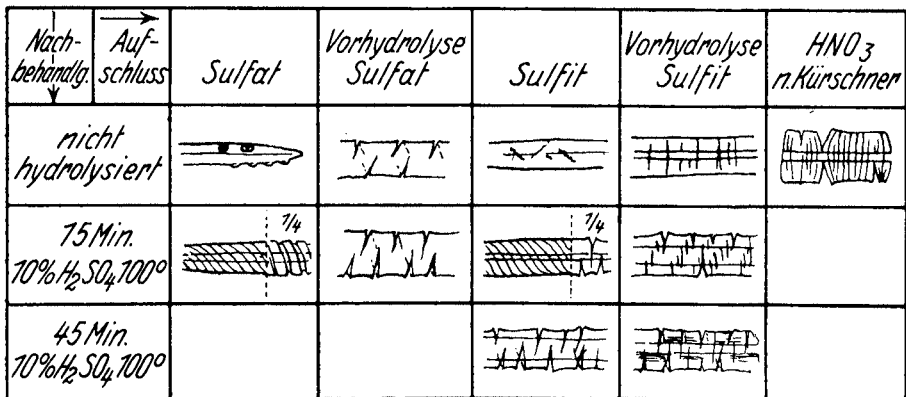 Nach-
behandlg.
Auf-
schluss
Sulfat
Vorhydrolyse
Sulfat
Sulfit
Vorhydrolyse
Sulfit
HNO₃
n.Kürschner
nicht
hydrolysiert
15 Min.
10% H₂SO₄ 100°
1/4
1/4
45 Min.
10% H₂SO₄ 100°